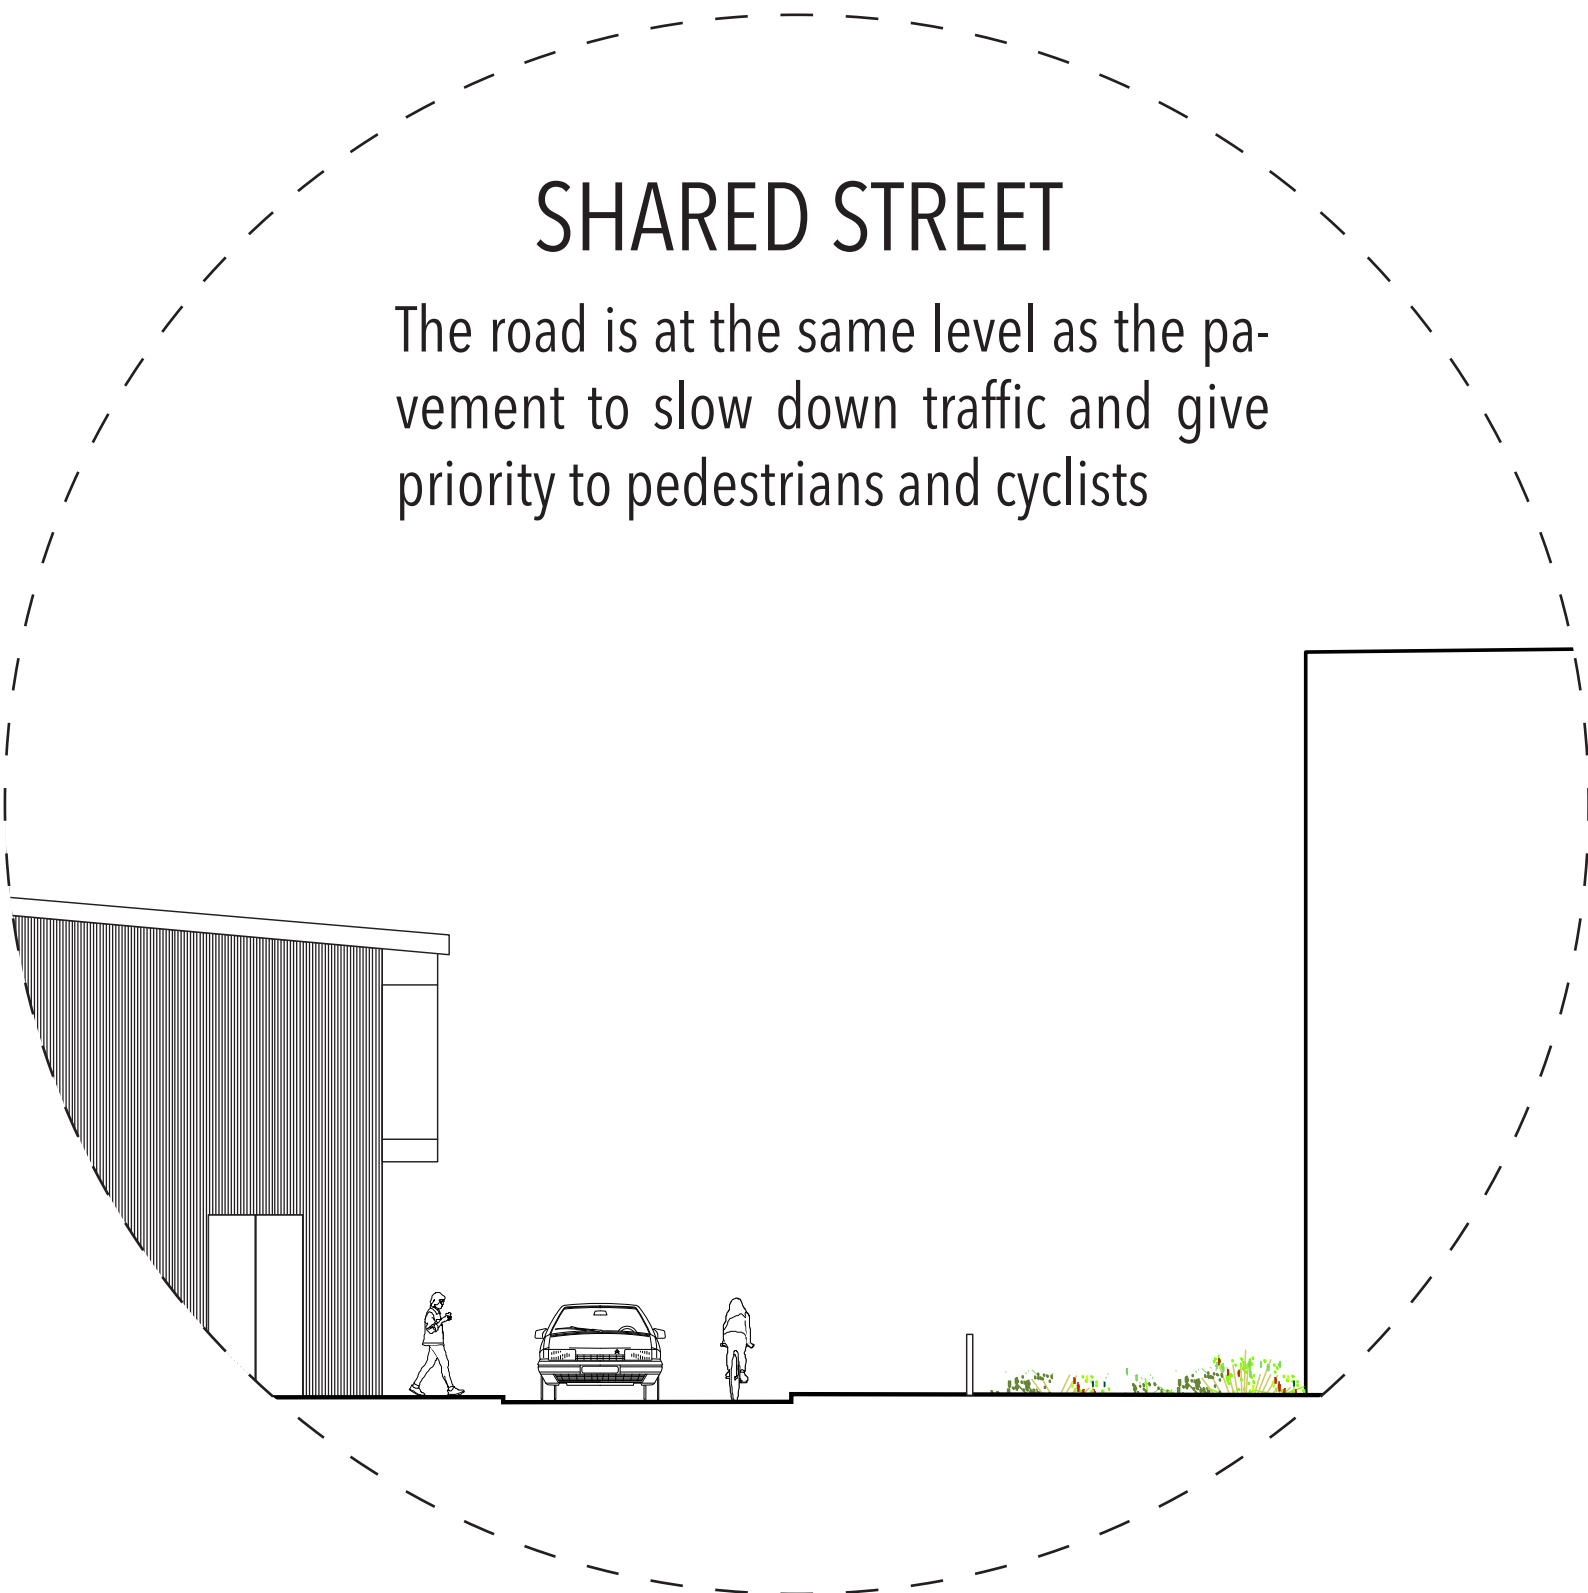 SHARED STREET
The road is at the same level as the pa-
vement to slow down traffic and give
priority to pedestrians and cyclists